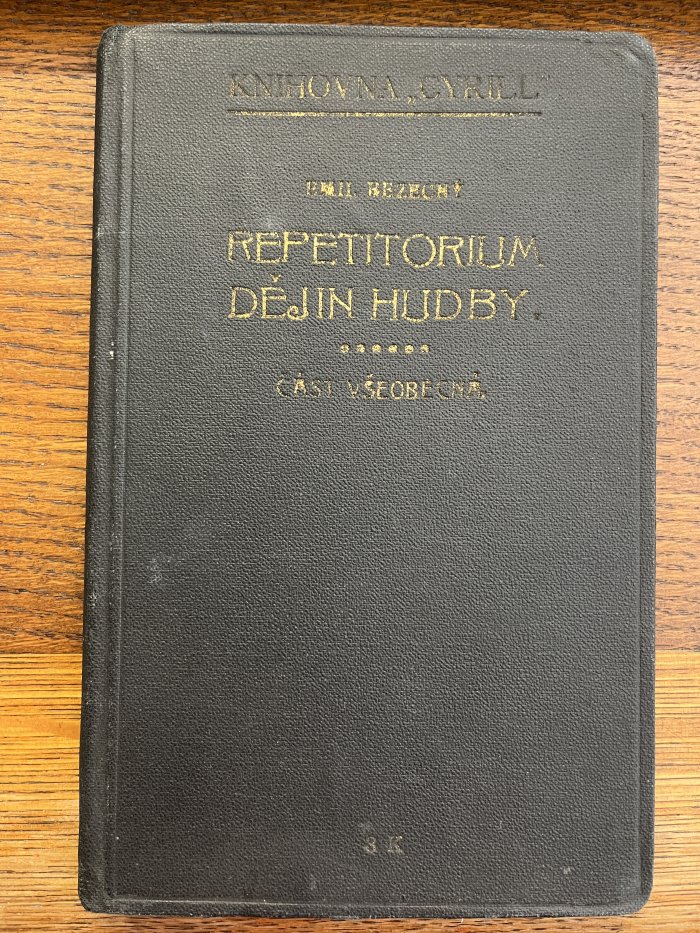 KNIHOVNA „CYRILL“
EMIL BEZECNÝ
REPETITORIUM
DĚJIN HUDBY.
ČÁST VŠEOBECNÁ.
3 K